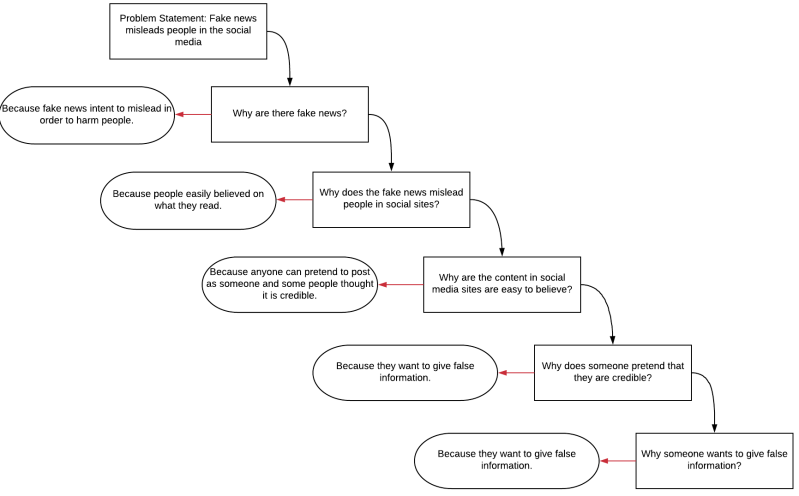 Problem Statement: Fake news
misleads people in the social
media
Because fake news intent to mislead in
order to harm people.
Why are there fake news?
Because people easily believed on
what they read.
Why does the fake news mislead
people in social sites?
Because anyone can pretend to post
as someone and some people thought
it is credible.
Why are the content in social
media sites are easy to believe?
Because they want to give false
information.
Why does someone pretend that
they are credible?
Because they want to give false
information.
Why someone wants to give false
information?